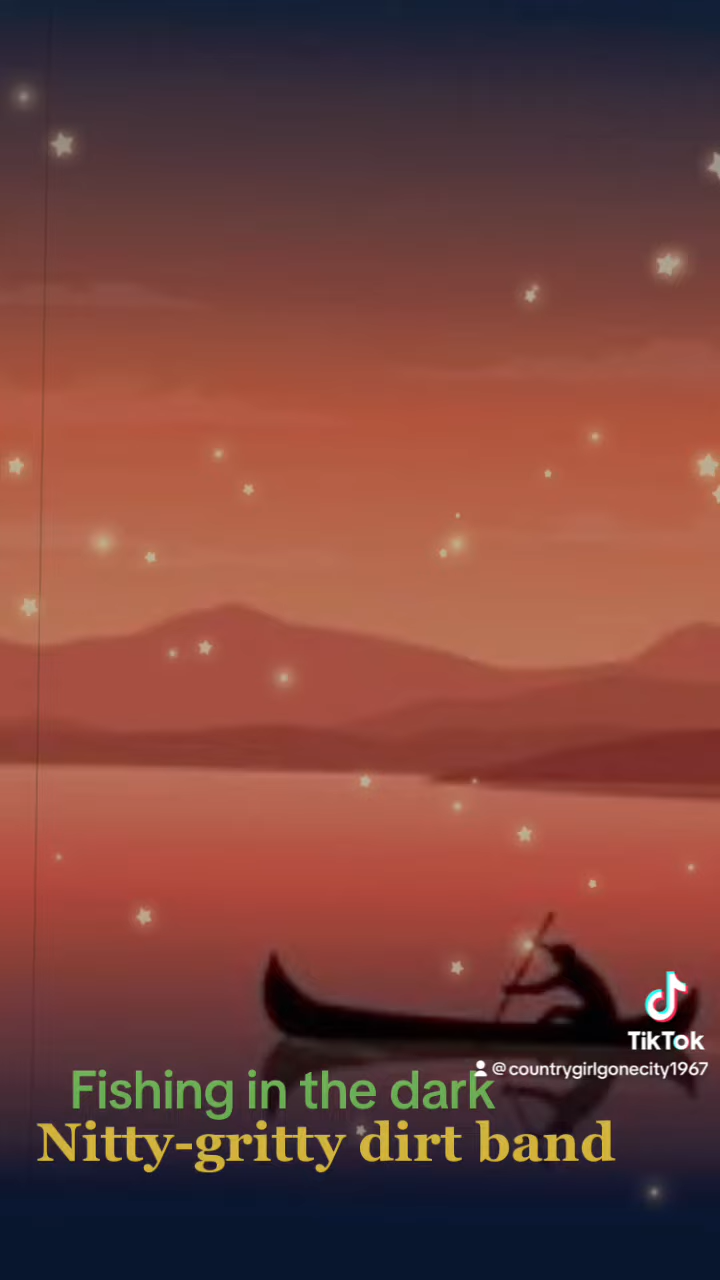 TikTok
@countrygirlgonecity1967
Fishing in the dark
Nitty-gritty dirt band